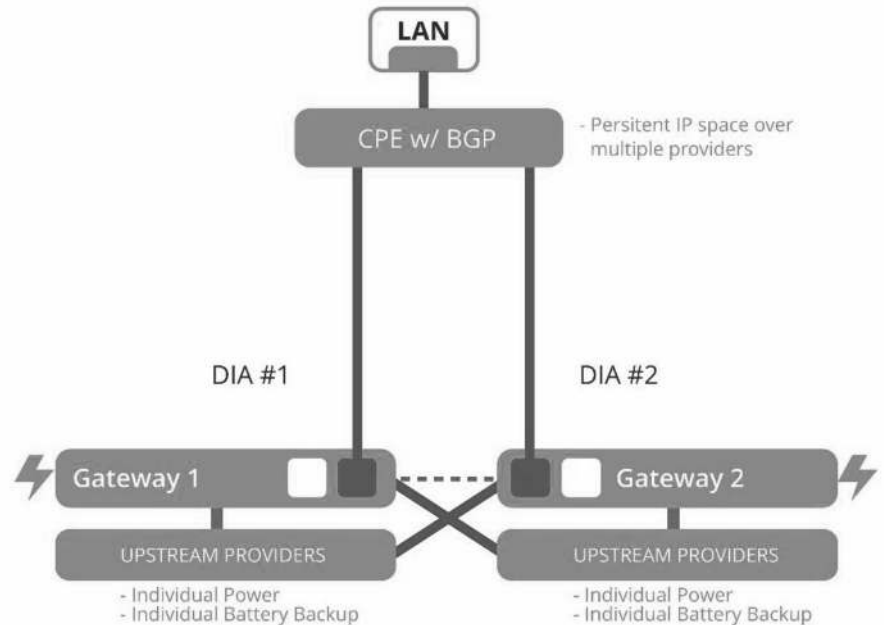 LAN
CPE w/ BGP
- Persitent IP space over
multiple providers
DIA #1
DIA #2
Gateway 1
Gateway 2
UPSTREAM PROVIDERS
UPSTREAM PROVIDERS
- Individual Power
- Individual Battery Backup
- Individual Power
- Individual Battery Backup